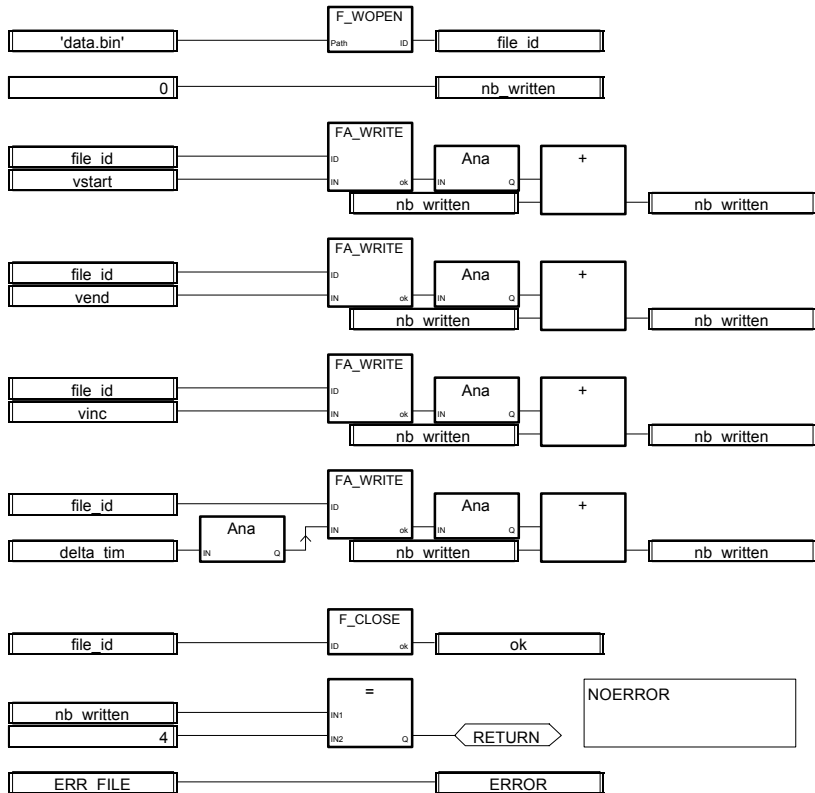 F_WOPEN
'data.bin' Path ID file_id
0 nb_written
FA_WRITE
file_id ID Ana +
vstart IN ok IN Q
nb_written nb_written
FA_WRITE
file_id ID Ana +
vend IN ok IN Q
nb_written nb_written
FA_WRITE
file_id ID Ana +
vinc IN ok IN Q
nb_written nb_written
FA_WRITE
file_id ID Ana +
Ana IN ok IN Q
delta_tim IN Q nb_written nb_written
F_CLOSE
file_id ID ok ok
= NOERROR
nb_written IN1
4 IN2 Q RETURN
ERR_FILE ERROR